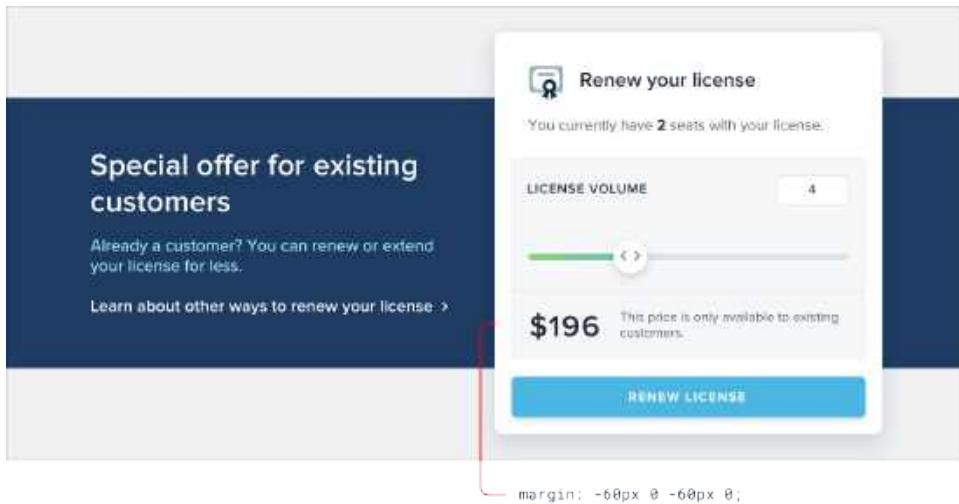 Special offer for existing
customers
Already a customer? You can renew or extend
your license for less.
Learn about other ways to renew your license >
Renew your license
You currently have 2 seats with your license.
LICENSE VOLUME 4
< >
$196
This price is only available to existing
customers.
RENEW LICENSE
margin: -60px 0 -60px 0;